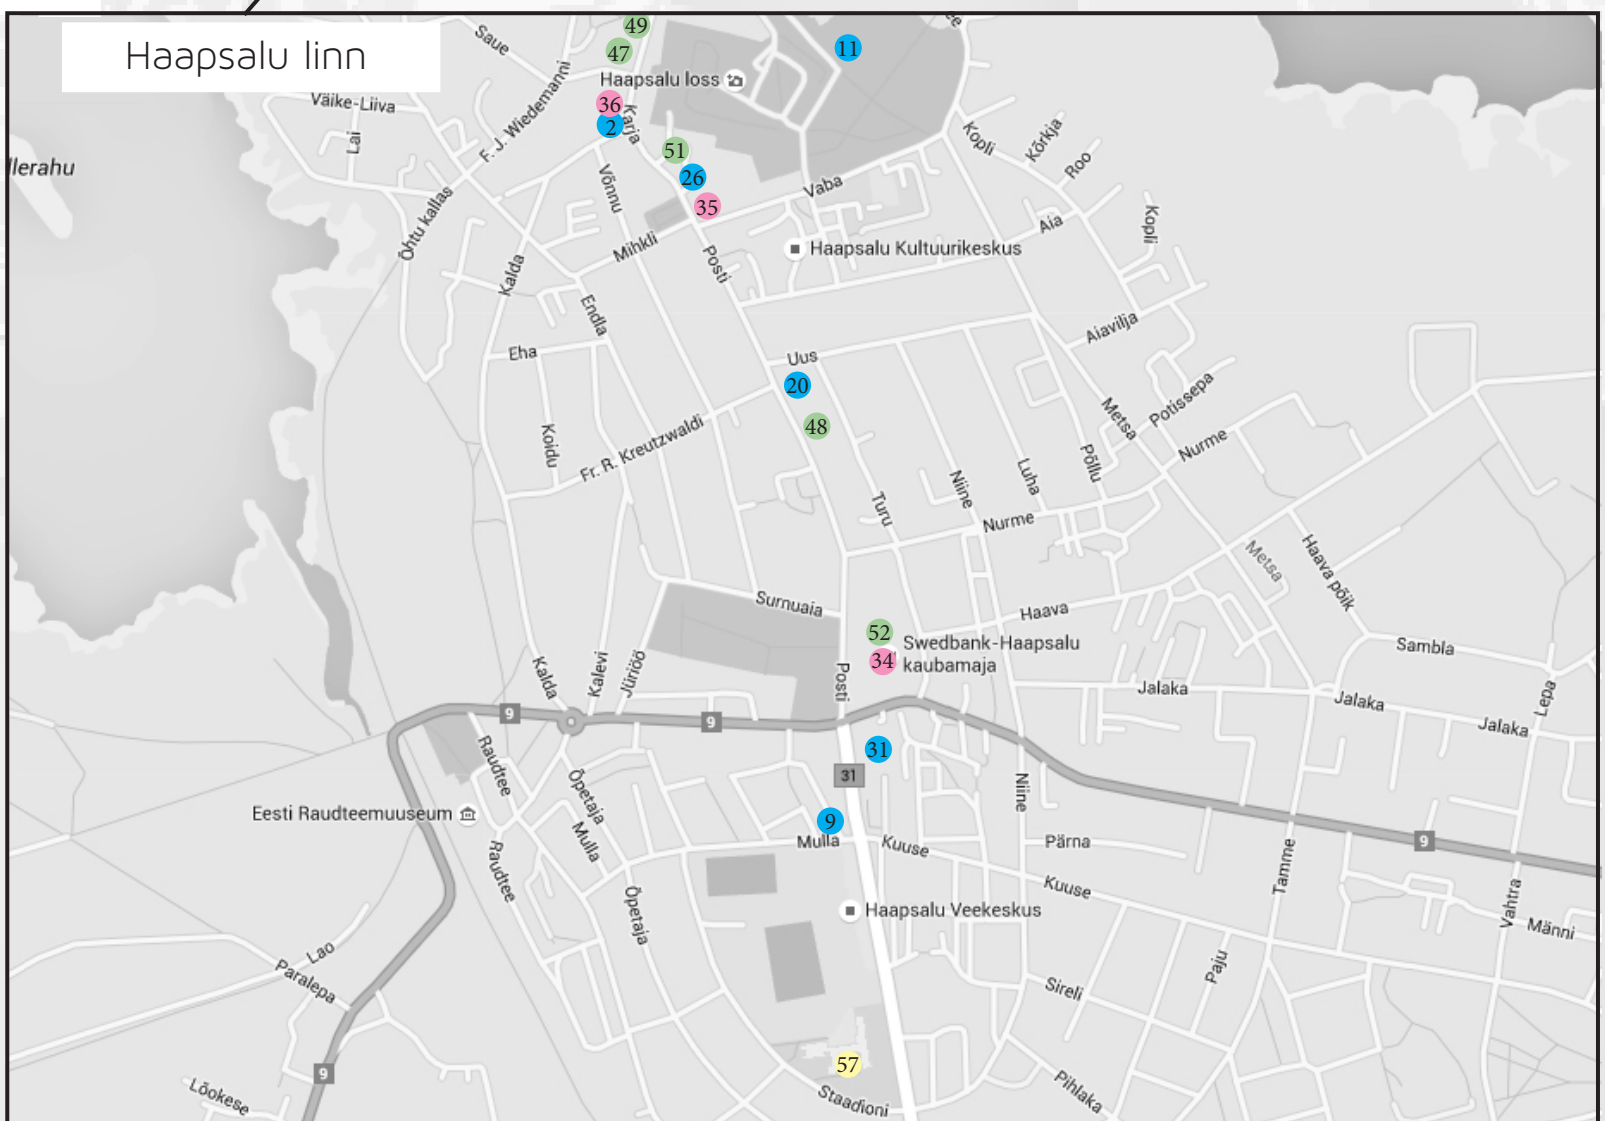 Haapsalu linn
ee
Saue
49
47
11
Haapsalu loss
Väike-Liiva
Lai
F. J. Wiedemanni
36
2
Karja
51
26
35
llerahu
Õhtu kallas
Võnnu
Vaba
Kopli
Kõrkja
Roo
Aia
Kopli
Mihkli
Posti
Haapsalu Kultuurikeskus
Kalda
Endla
Aiavilja
Eha
Uus
20
48
Koidu
Fr. R. Kreutzwaldi
Metsa
Potissepa
Nurme
Põllu
Luha
Niine
Turu
Nurme
Metsa
Haava põik
Surnuaia
Haava
52
Swedbank-Haapsalu
kaubamaja
34
Sambla
Kalda
Kalevi
Jüriöö
Posti
Jalaka
Jalaka
Jalaka
Lepa
9
9
31
31
Raudtee
Õpetaja
Niine
Eesti Raudteemuuseum
9
Mulla
Mulla
Kuuse
Pärna
9
Raudtee
Kuuse
Tamme
Vahtra
Õpetaja
Haapsalu Veekeskus
Männi
Lao
Paralepa
Paju
Sireli
9
57
Lõokese
Staadioni
Pihlaka